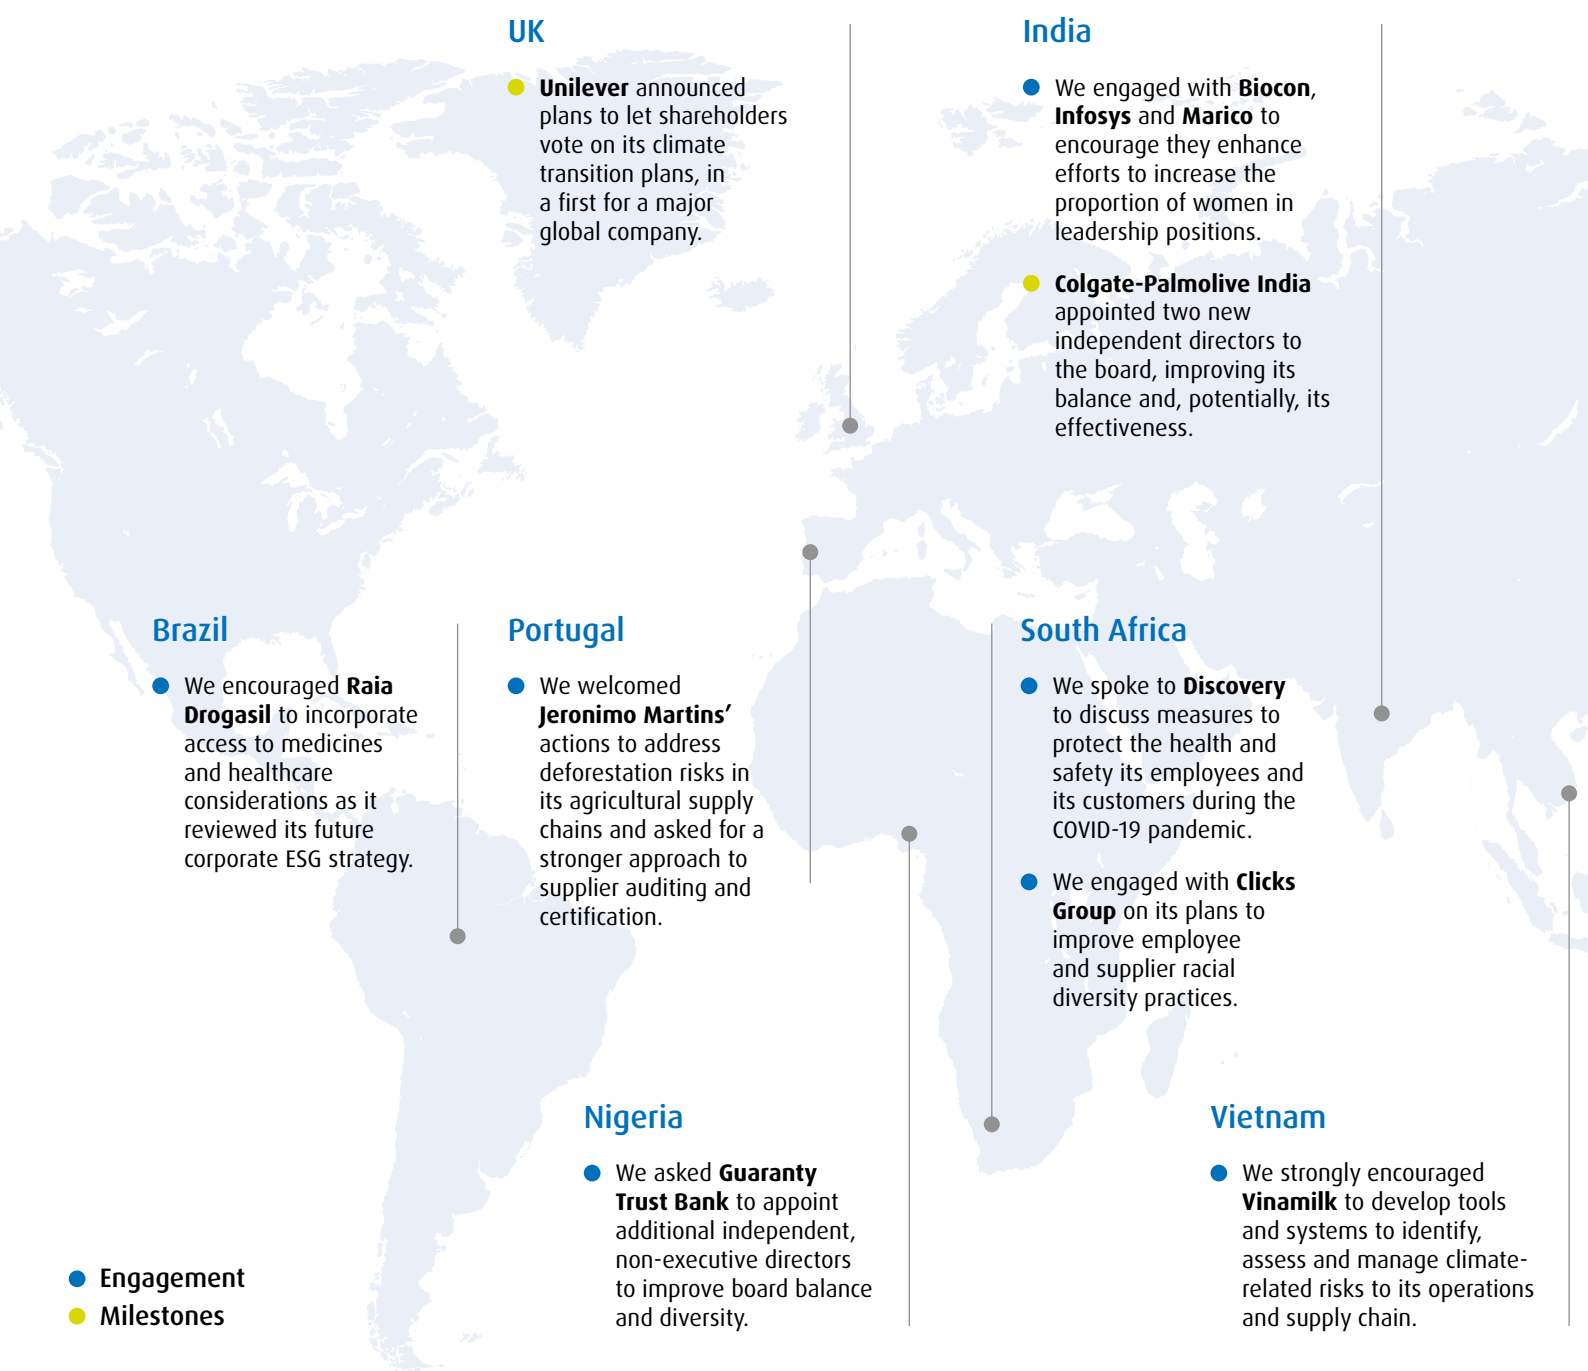 UK
Unilever announced
plans to let shareholders
vote on its climate
transition plans, in
a first for a major
global company.
India
We engaged with Biocon,
Infosys and Marico to
encourage they enhance
efforts to increase the
proportion of women in
leadership positions.
Colgate-Palmolive India
appointed two new
independent directors to
the board, improving its
balance and, potentially, its
effectiveness.
Brazil
We encouraged Raia
Drogasil to incorporate
access to medicines
and healthcare
considerations as it
reviewed its future
corporate ESG strategy.
Portugal
We welcomed
Jeronimo Martins’
actions to address
deforestation risks in
its agricultural supply
chains and asked for a
stronger approach to
supplier auditing and
certification.
South Africa
We spoke to Discovery
to discuss measures to
protect the health and
safety its employees and
its customers during the
COVID-19 pandemic.
We engaged with Clicks
Group on its plans to
improve employee
and supplier racial
diversity practices.
Nigeria
We asked Guaranty
Trust Bank to appoint
additional independent,
non-executive directors
to improve board balance
and diversity.
Vietnam
We strongly encouraged
Vinamilk to develop tools
and systems to identify,
assess and manage climate-
related risks to its operations
and supply chain.
Engagement
Milestones